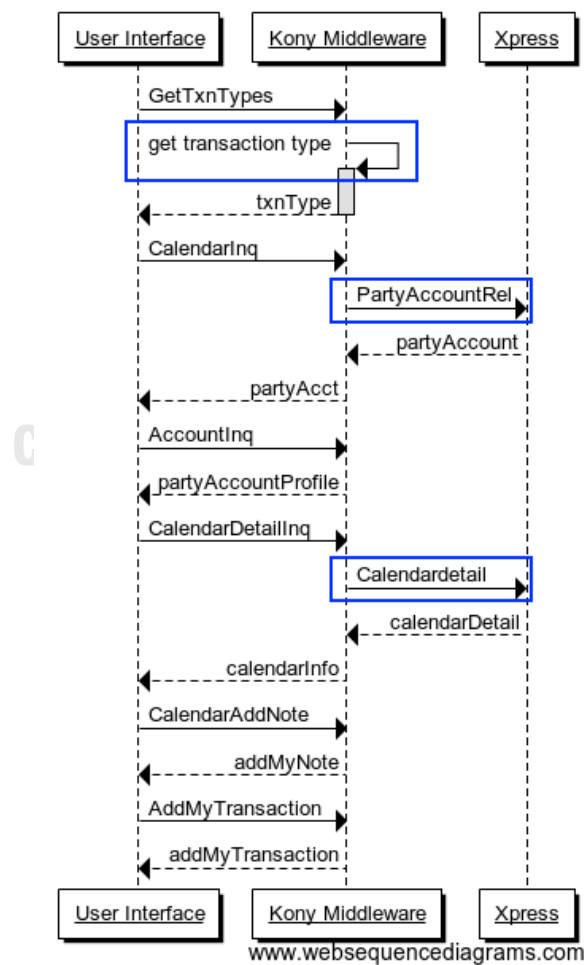 User Interface
Kony Middleware
Xpress
GetTxnTypes
get transaction type
txnType
CalendarInq
PartyAccountRel
partyAccount
partyAcct
AccountInq
partyAccountProfile
CalendarDetailInq
Calendardetail
calendarDetail
calendarInfo
CalendarAddNote
addMyNote
AddMyTransaction
addMyTransaction
User Interface
Kony Middleware
Xpress
www.websequencediagrams.com